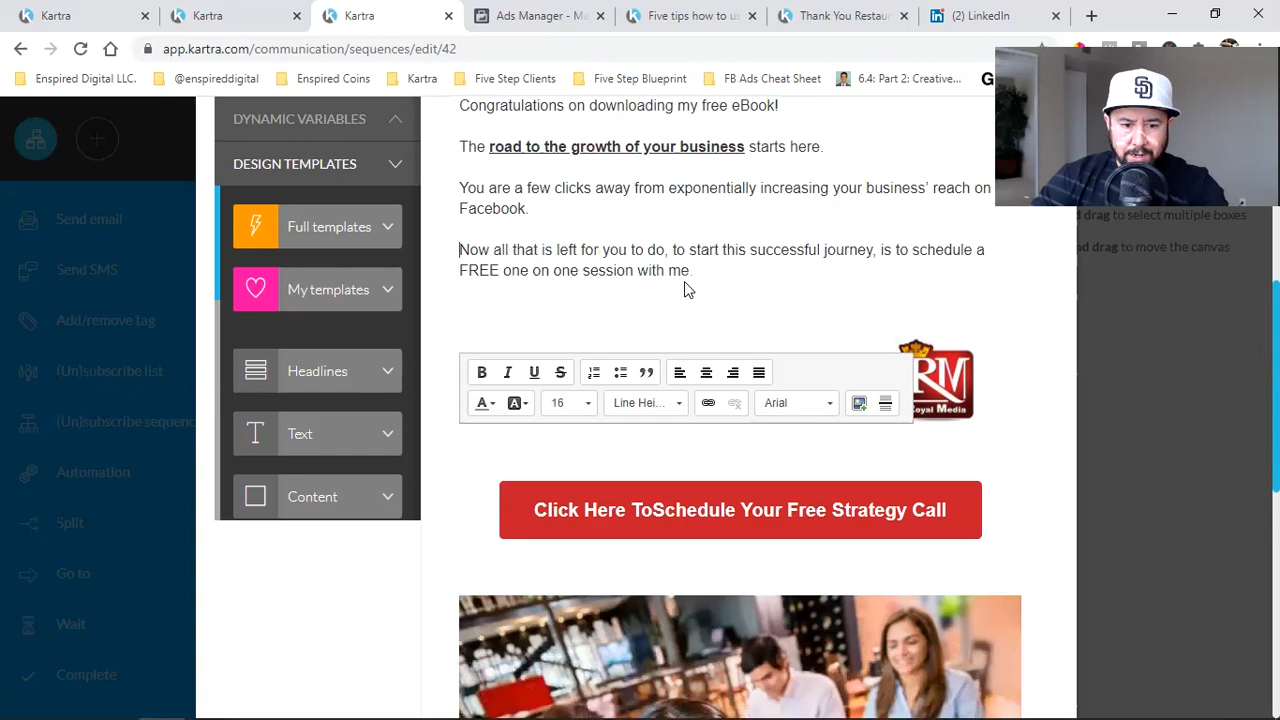 Kartra
Kartra
Kartra
Ads Manager - Ma
Five tips how to us
Thank You Restau
(2) LinkedIn
app.kartra.com/communication/sequences/edit/42
Enspired Digital LLC.
@enspireddigital
Enspired Coins
Kartra
Five Step Clients
Five Step Blueprint
FB Ads Cheat Sheet
6.4: Part 2: Creative...
G
DYNAMIC VARIABLES
DESIGN TEMPLATES
Full templates
My templates
Headlines
Text
Content
Send email
Send SMS
Add/remove tag
(Un)subscribe list
(Un)subscribe sequenc
Automation
Split
Go to
Wait
Complete
Congratulations on downloading my free eBook!
The road to the growth of your business starts here.
You are a few clicks away from exponentially increasing your business’ reach on
Facebook.
Now all that is left for you to do, to start this successful journey, is to schedule a
FREE one on one session with me.
B I U S
A A 16 Line Hei... Arial
RM
Royal Media
Click Here ToSchedule Your Free Strategy Call
d drag to select multiple boxes
nd drag to move the canvas
SD